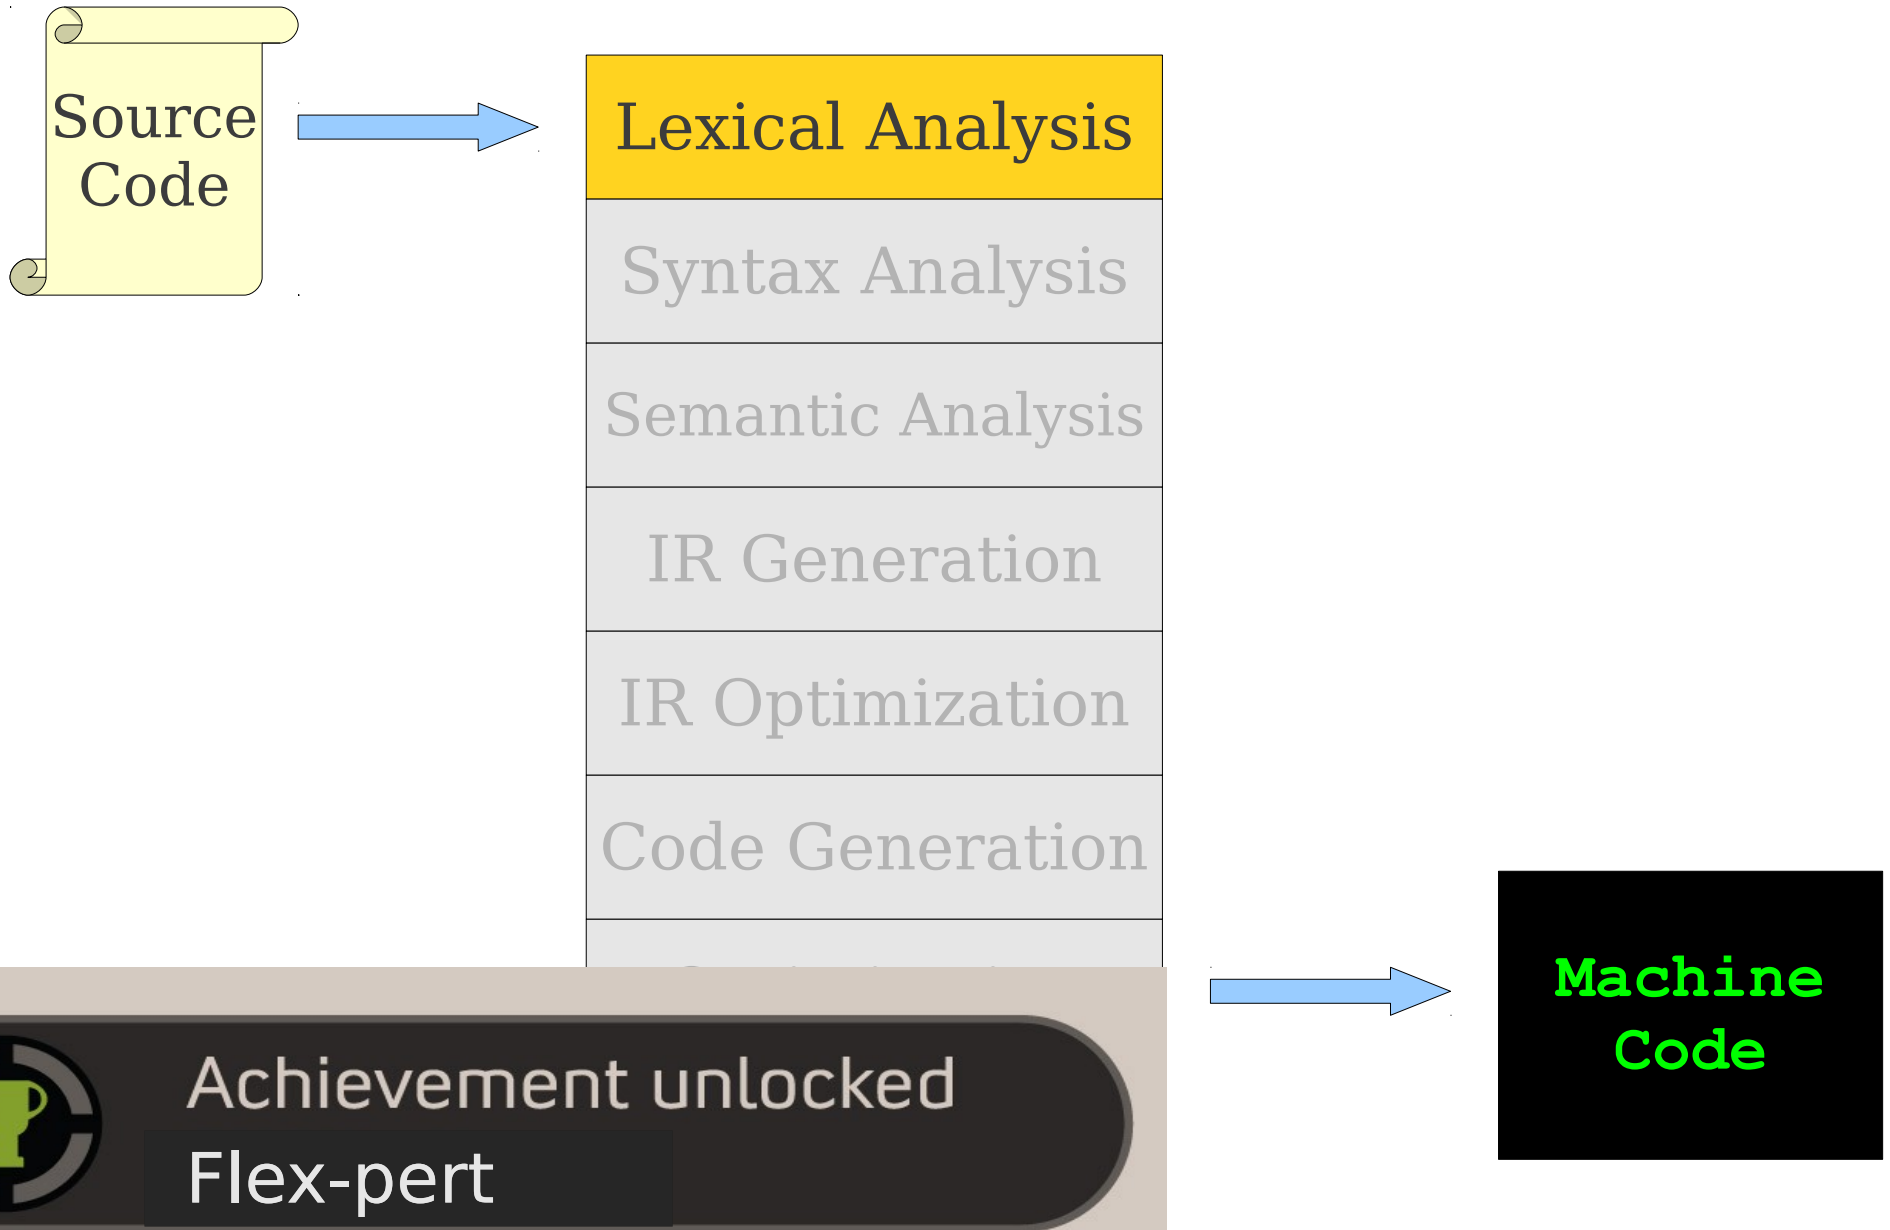 Source
Code
Lexical Analysis
Syntax Analysis
Semantic Analysis
IR Generation
IR Optimization
Code Generation
Machine
Code
Achievement unlocked
Flex-pert